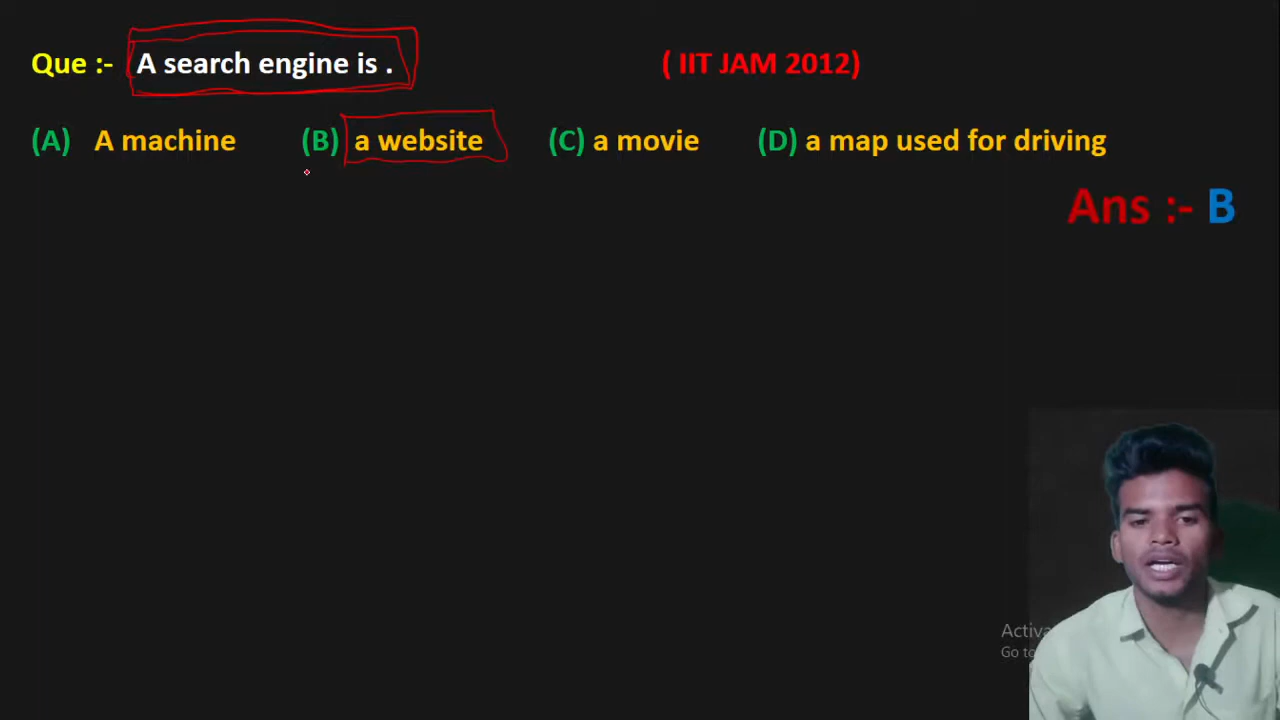 Que :- A search engine is . ( IIT JAM 2012)
(A) A machine (B) a website (C) a movie (D) a map used for driving
Ans :- B
Activa
Go to